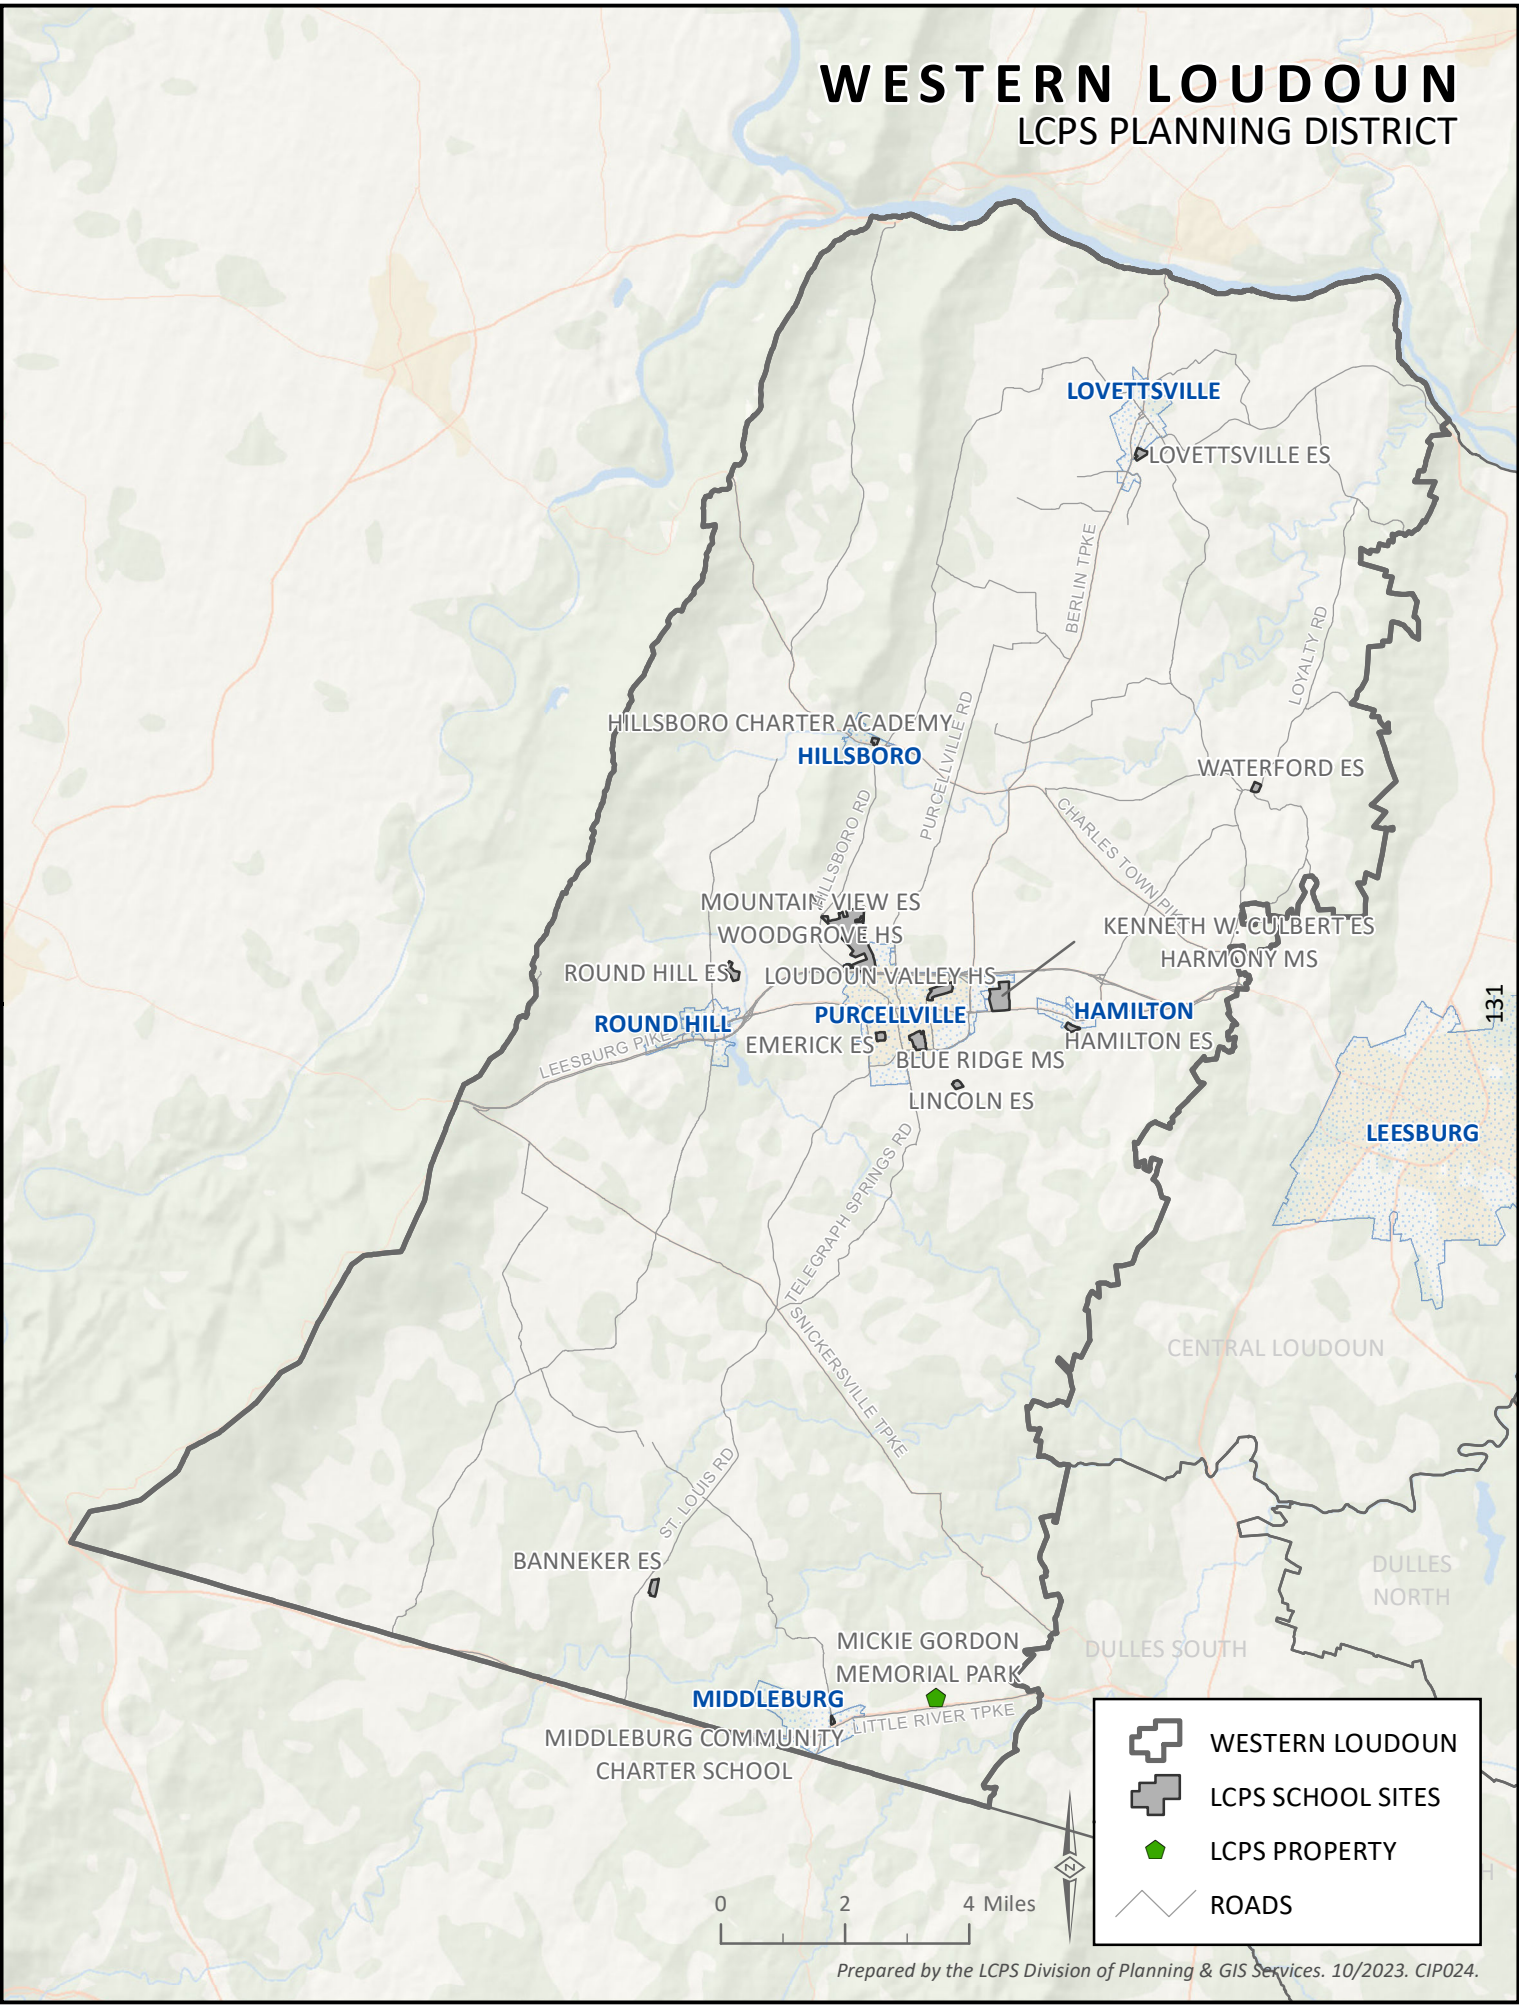 WESTERN LOUDOUN
LCPS PLANNING DISTRICT
LOVETTSVILLE
LOVETTSVILLE ES
BERLIN TPKE
LOYALTY RD
HILLSBORO CHARTER ACADEMY
HILLSBORO
PURCELLVILLE RD
WATERFORD ES
HILLSBORO RD
CHARLES TOWN PIKE
MOUNTAIN VIEW ES
WOODGROVE HS
KENNETH W. CULBERT ES
HARMONY MS
ROUND HILL ES
LOUDOUN VALLEY HS
131
ROUND HILL
PURCELLVILLE
HAMILTON
LEESBURG PIKE
EMERICK ES
HAMILTON ES
BLUE RIDGE MS
LINCOLN ES
LEESBURG
TELEGRAPH SPRINGS RD
SNICKERSVILLE TPKE
CENTRAL LOUDOUN
ST. LOUIS RD
BANNEKER ES
DULLES
NORTH
MICKIE GORDON
MEMORIAL PARK
DULLES SOUTH
MIDDLEBURG
LITTLE RIVER TPKE
MIDDLEBURG COMMUNITY
CHARTER SCHOOL
WESTERN LOUDOUN
LCPS SCHOOL SITES
LCPS PROPERTY
ROADS
N
0 2 4 Miles
Prepared by the LCPS Division of Planning & GIS Services. 10/2023. CIP024.